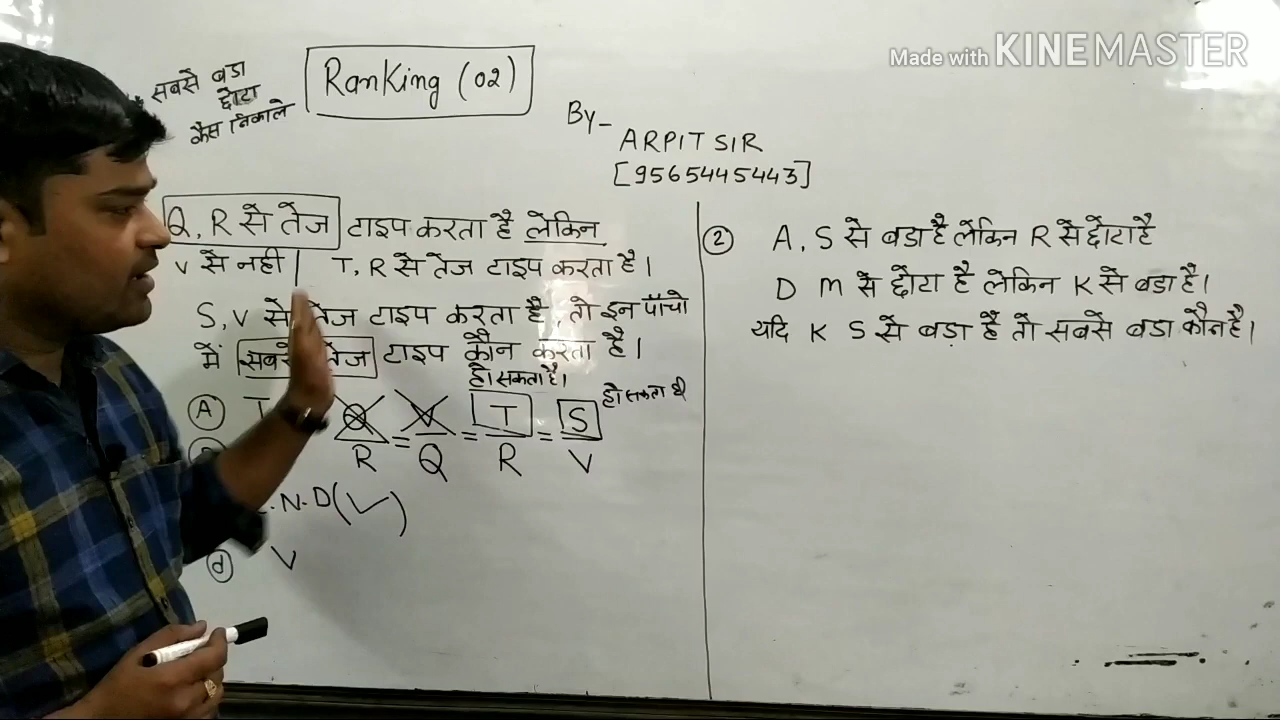 Made with KINEMASTER
सबसे बडा
छोटा
कैसे निकाले
Ranking (02)
By-
ARPIT SIR
[9565445443]
Q, R से तेज टाइप करता है लेकिन
V से नही| T, R से तेज टाइप करता है।
S, V से तेज टाइप करता है, तो इन पाँचो
में सबसे तेज टाइप कौन करता है।
हो सकता है।
हो सकता है
(A) T
Q V T S
= = =
R Q R V
.N.D(✓)
(d) V
(2) A, S से बडा है लेकिन R से छोटा है
D M से छोटा है लेकिन K से बडा है।
यदि K S से बड़ा है तो सबसे बडा कौन है।